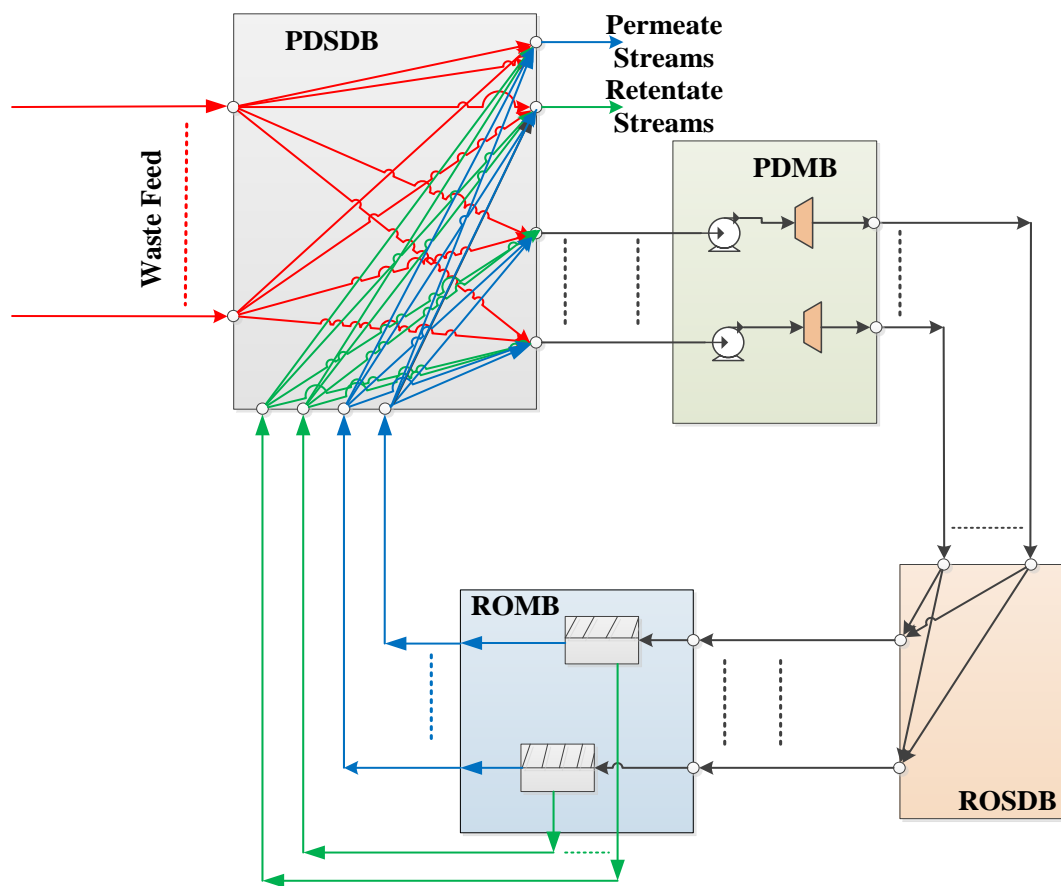 PDSDB
Permeate
Streams
Retentate
Streams
Waste Feed
PDMB
ROMB
ROSDB